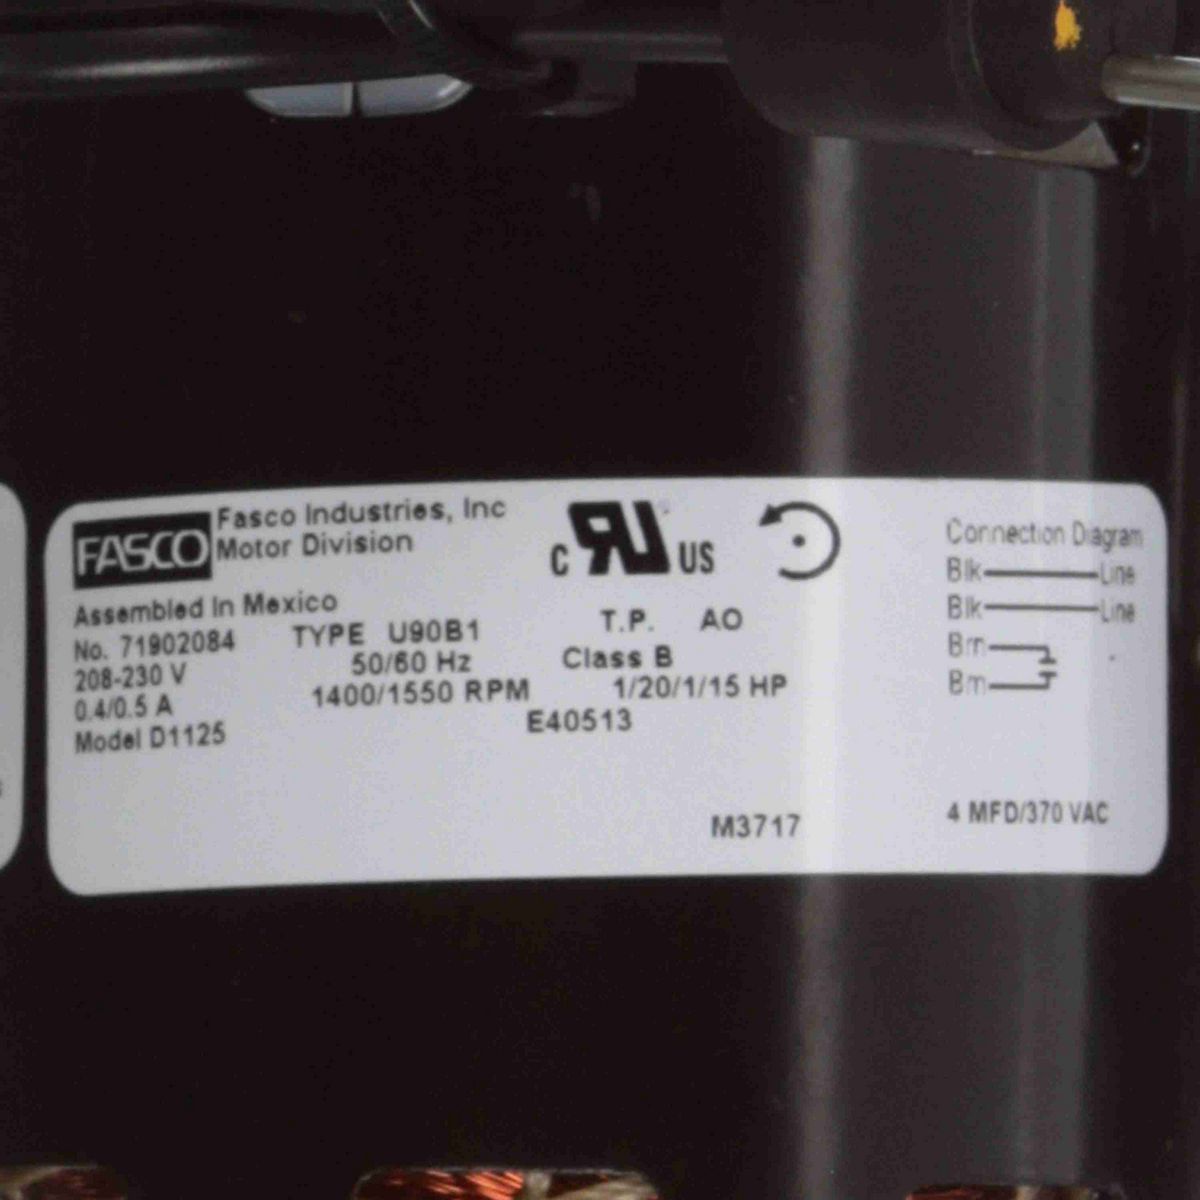 FASCO
Fasco Industries, Inc
Motor Division
Assembled In Mexico
No. 71902084 TYPE U90B1 T.P. AO
208-230 V 50/60 Hz Class B
0.4/0.5 A 1400/1550 RPM 1/20/1/15 HP
Model D1125 E40513
C RU US
M3717
Connection Diagram
Blk Line
Blk Line
Brn
Brn
4 MFD/370 VAC